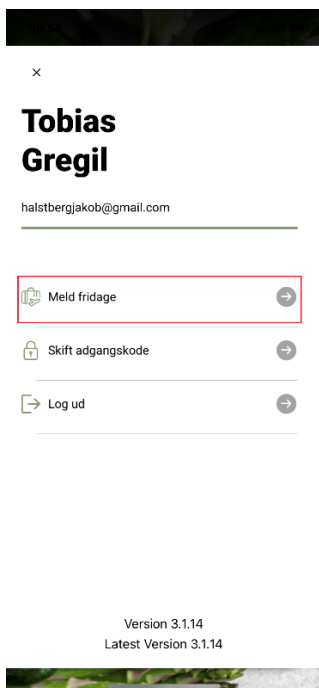 Tobias
Gregil
halstbergjakob@gmail.com
Meld fridage
Skift adgangskode
Log ud
Version 3.1.14
Latest Version 3.1.14